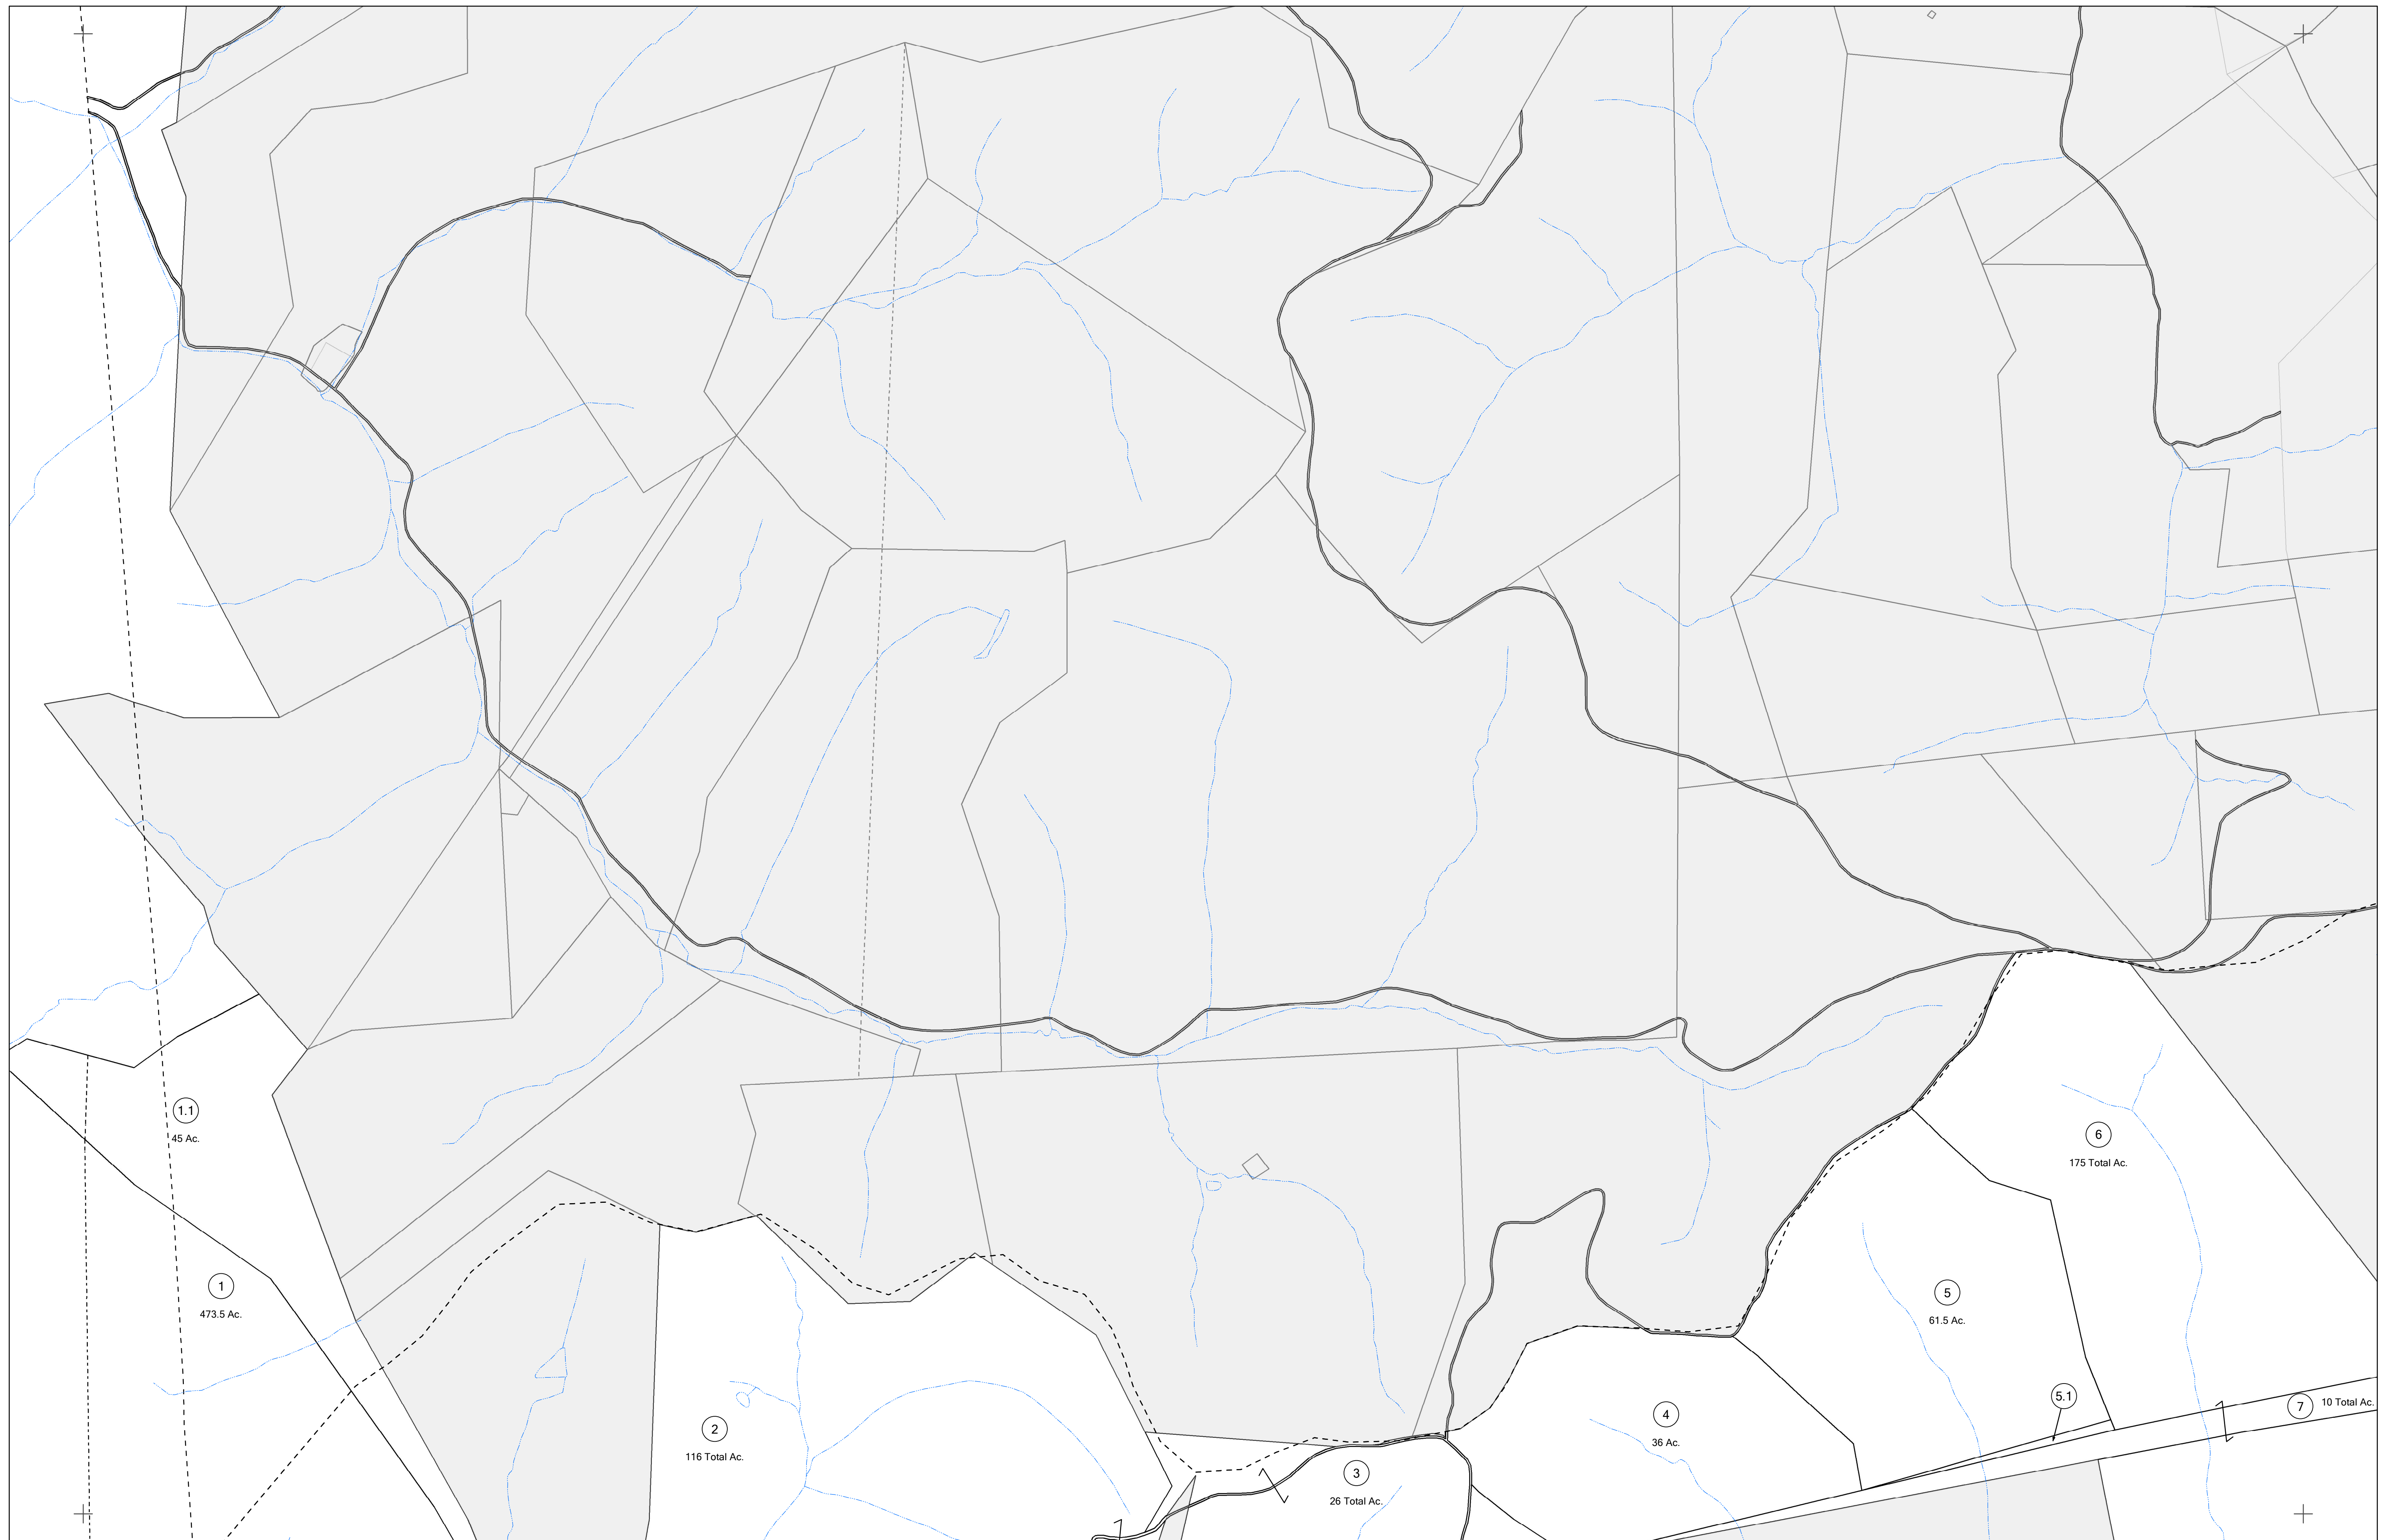 1.1
45 Ac.
6
175 Total Ac.
1
473.5 Ac.
5
61.5 Ac.
5.1
7
10 Total Ac.
4
36 Ac.
2
116 Total Ac.
3
26 Total Ac.